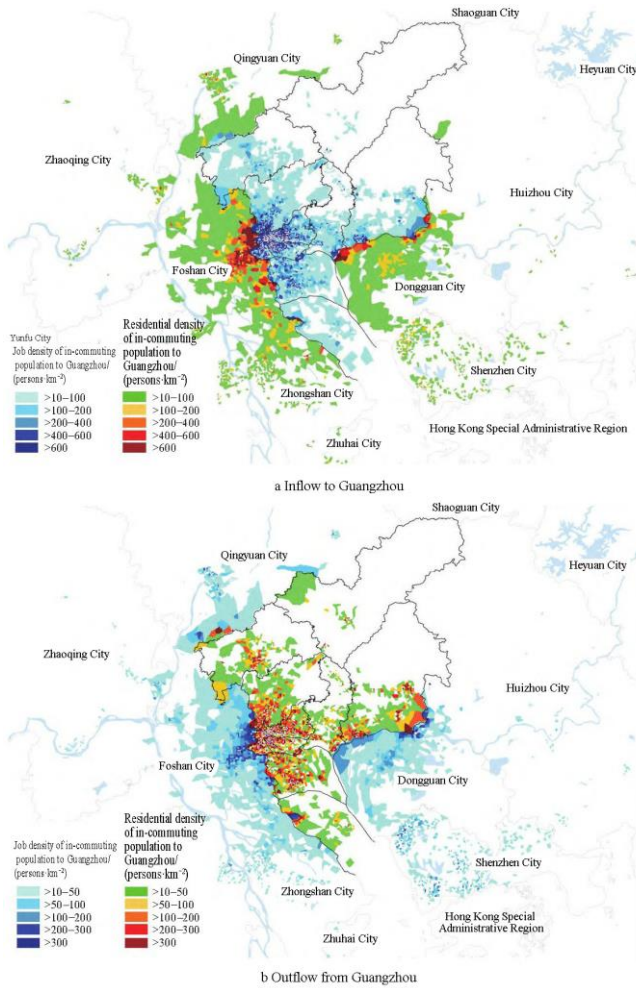 Shaoguan City
Qingyuan City
Heyuan City
Zhaoqing City
Huizhou City
Foshan City
Dongguan City
Yunfu City
Job density of in-commuting
population to Guangzhou/
(persons·km⁻²)
>10–100
>100–200
>200–400
>400–600
>600
Residential density
of in-commuting
population to
Guangzhou/
(persons·km⁻²)
>10–100
>100–200
>200–400
>400–600
>600
Zhongshan City
Shenzhen City
Zhuhai City
Hong Kong Special Administrative Region
a Inflow to Guangzhou
Shaoguan City
Qingyuan City
Heyuan City
Zhaoqing City
Huizhou City
Foshan City
Dongguan City
Job density of in-commuting
population to Guangzhou/
(persons·km⁻²)
>10–50
>50–100
>100–200
>200–300
>300
Residential density
of in-commuting
population to
Guangzhou/
(persons·km⁻²)
>10–50
>50–100
>100–200
>200–300
>300
Shenzhen City
Zhongshan City
Hong Kong Special
Administrative Region
Zhuhai City
b Outflow from Guangzhou